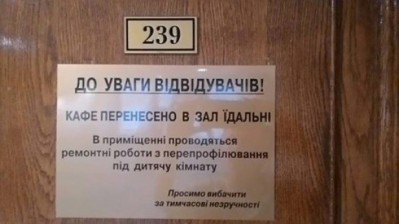 239
ДО УВАГИ ВІДВІДУВАЧІВ!
КАФЕ ПЕРЕНЕСЕНО В ЗАЛ ЇДАЛЬНІ
В приміщенні проводяться
ремонтні роботи з перепрофілювання
під дитячу кімнату
Просимо вибачити
за тимчасові незручності